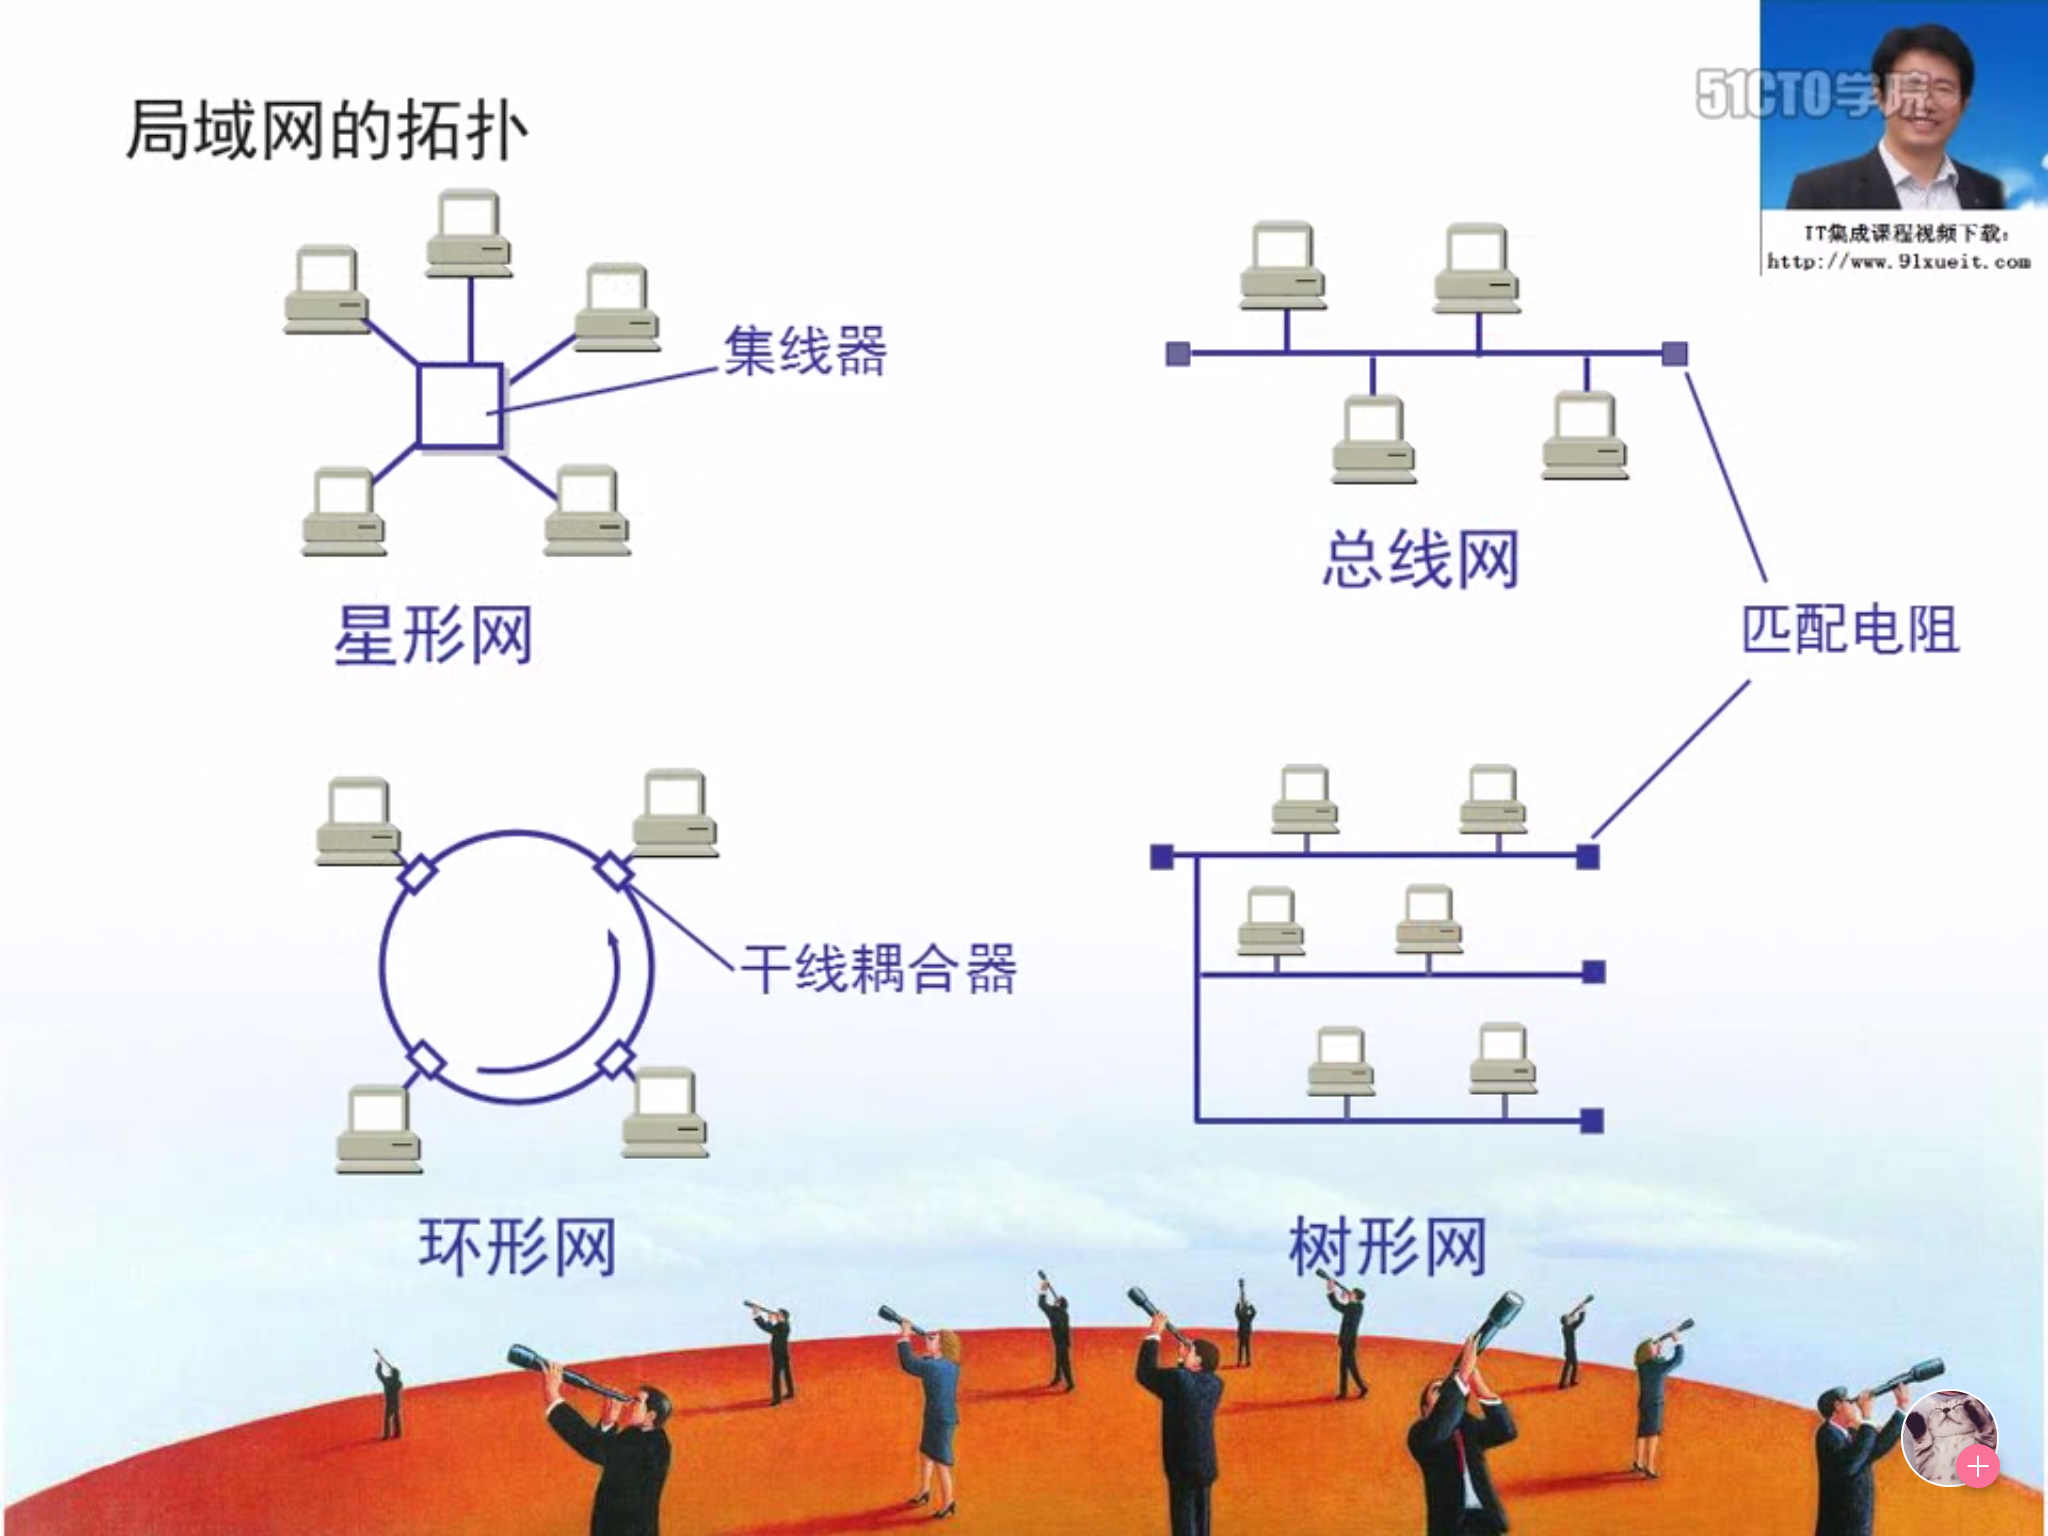 局域网的拓扑
51CTO学院
IT集成课程视频下载:
http://www.91xueit.com
集线器
星形网
总线网
匹配电阻
干线耦合器
环形网
树形网